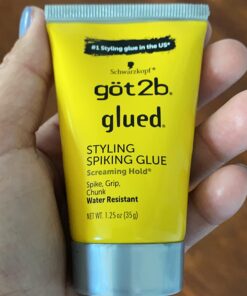 #1 Styling glue in the US*
Schwarzkopf®
göt2b®
glued®
STYLING
SPIKING GLUE
Screaming Hold®
Spike, Grip,
Chunk
Water Resistant
NET WT. 1.25 oz (35g)